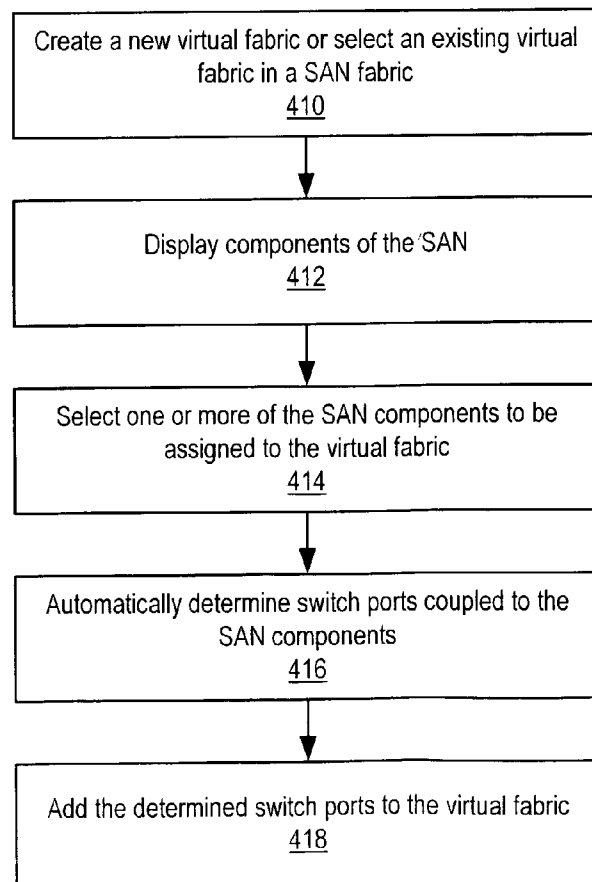 Create a new virtual fabric or select an existing virtual
fabric in a SAN fabric
410
Display components of the SAN
412
Select one or more of the SAN components to be
assigned to the virtual fabric
414
Automatically determine switch ports coupled to the
SAN components
416
Add the determined switch ports to the virtual fabric
418